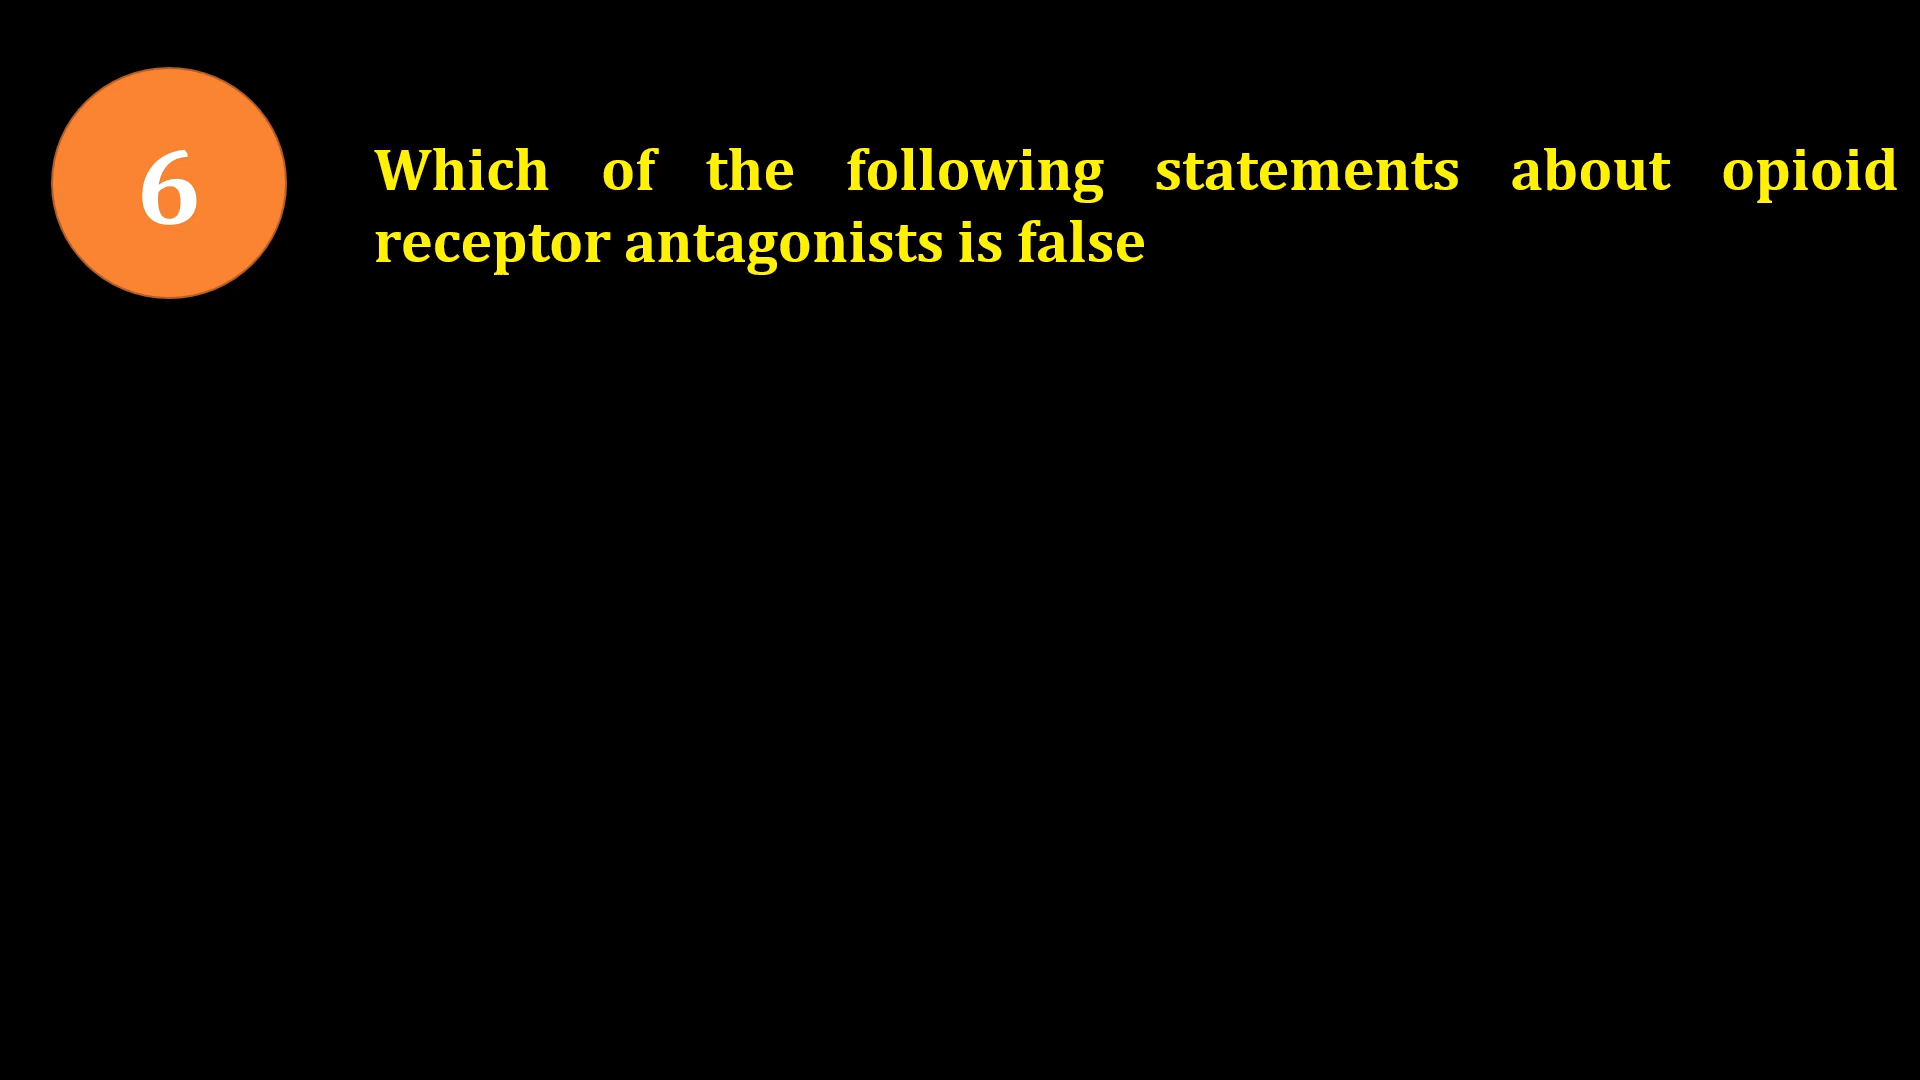 6
Which of the following statements about opioid
receptor antagonists is false